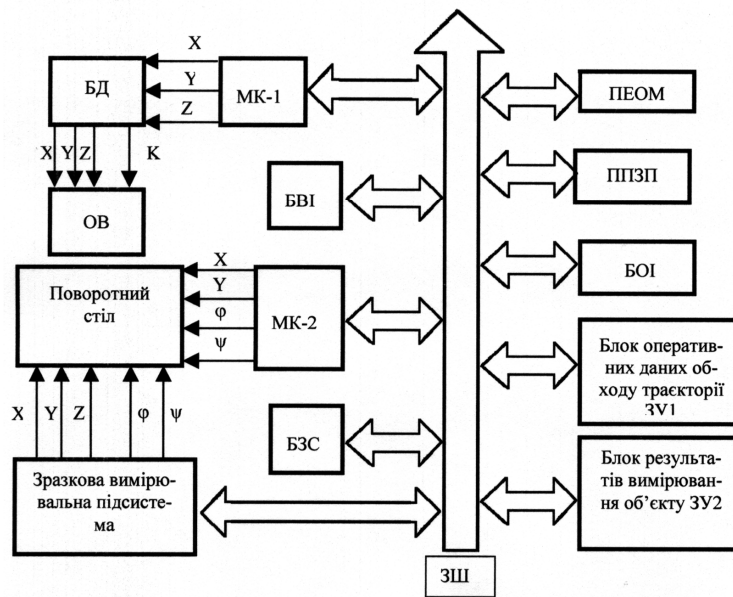 X
Y
Z
БД
МК-1
X
Y
Z
K
ОВ
ПЕОМ
ППЗП
БВІ
БОІ
Поворотний
стіл
X
Y
φ
ψ
МК-2
Блок оператив-
них даних об-
ходу траєкторії
ЗУ1
X
Y
Z
φ
ψ
БЗС
Зразкова вимірю-
вальна підсисте-
ма
Блок результа-
тів вимірюван-
ня об’єкту ЗУ2
ЗШ